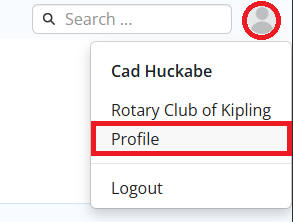 Search ...
Cad Huckabe
Rotary Club of Kipling
Profile
Logout